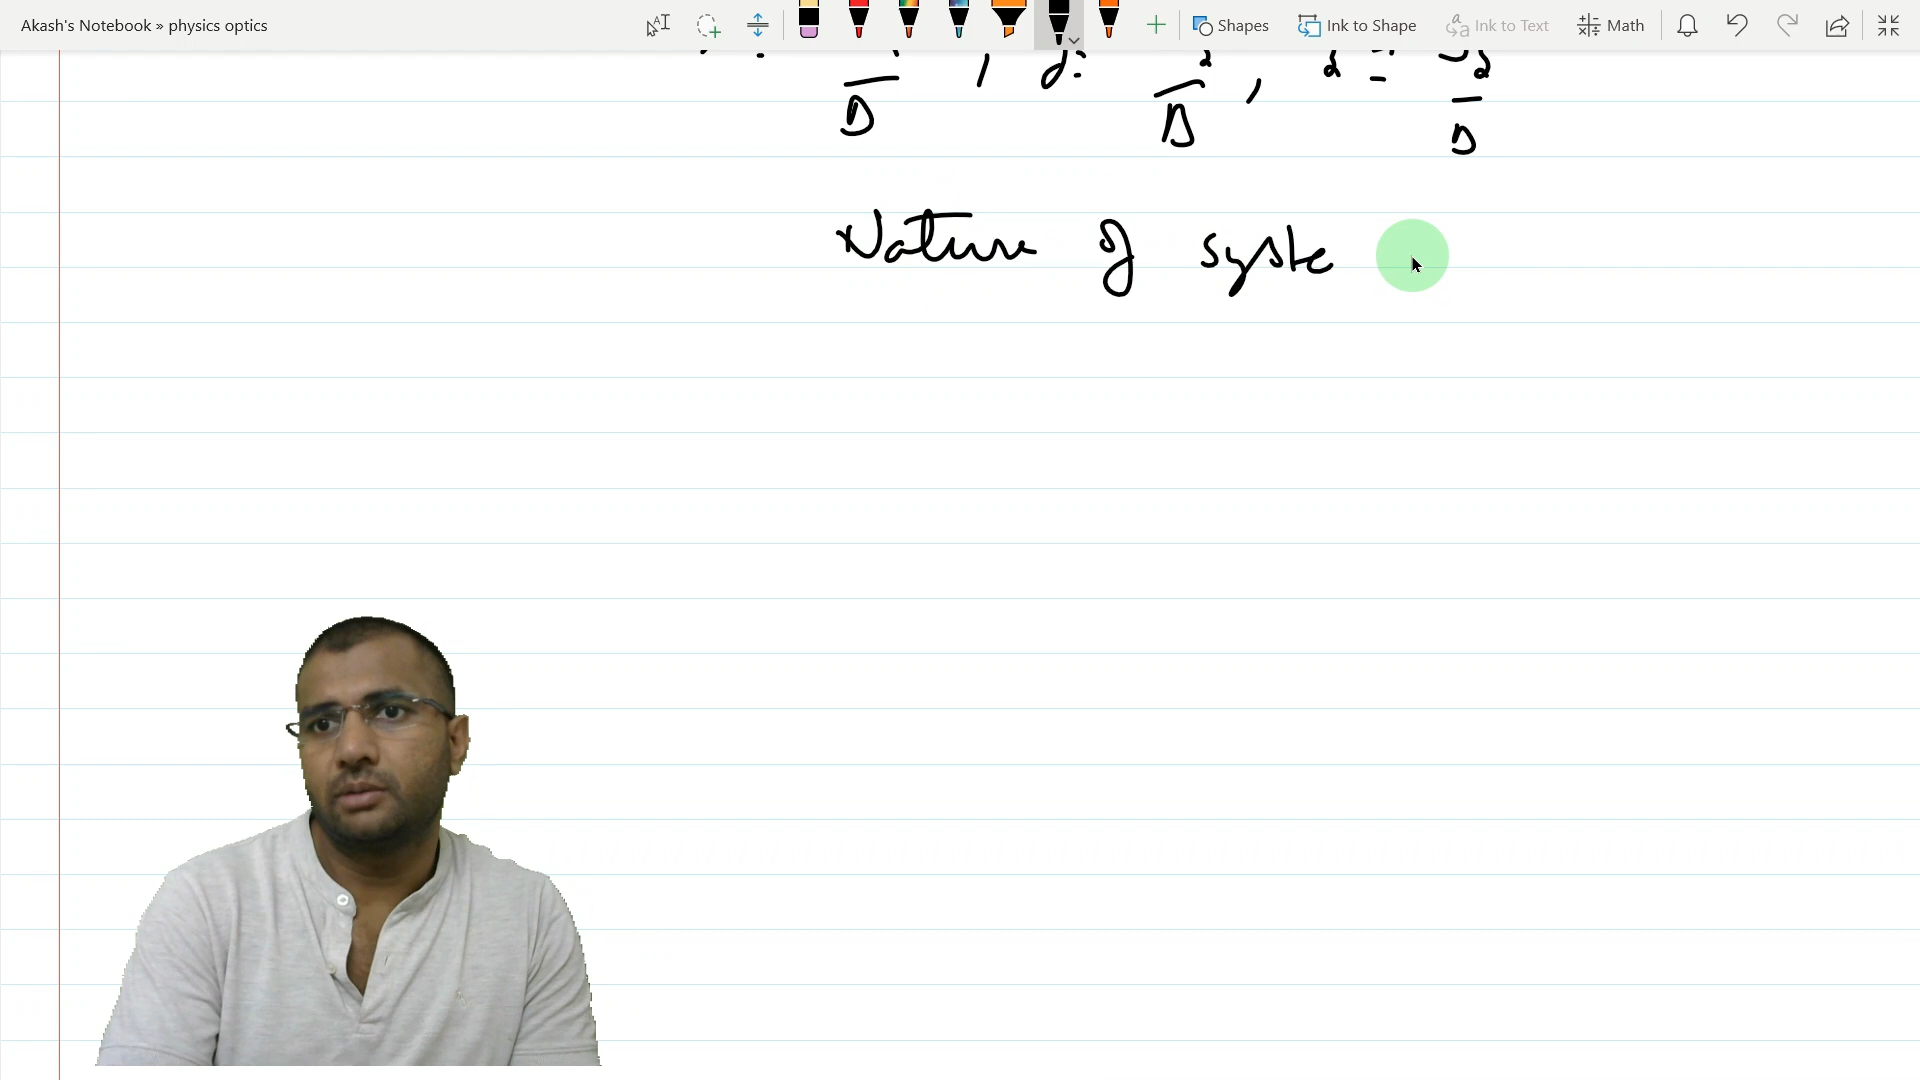 Akash's Notebook » physics optics
Shapes
Ink to Shape
Ink to Text
Math
D , D , D
Nature of syste